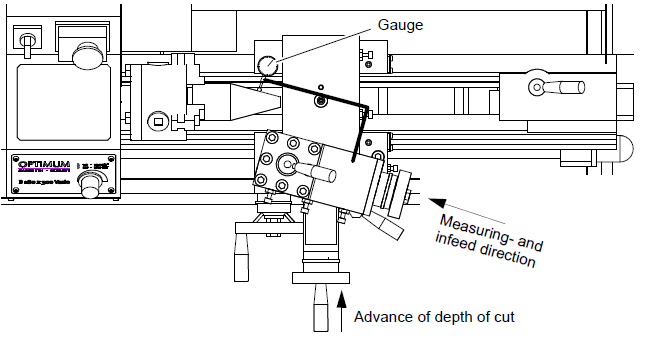 Gauge
OPTIMUM
Measuring- and
infeed direction
Advance of depth of cut